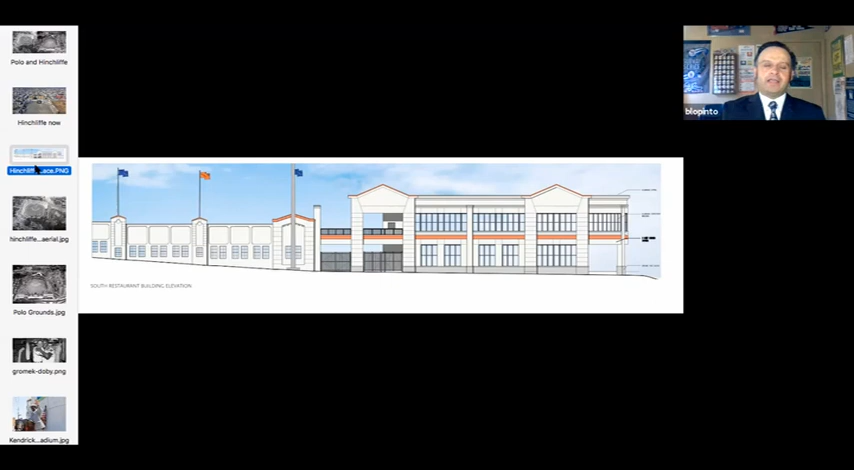 Polo and Hinchliffe
Hinchliffe now
Hinchliff...ace.PNG
hinchliffe...aerial.jpg
Polo Grounds.jpg
gromek-doby.png
Kendrick...adium.jpg
SOUTH RESTAURANT BUILDING ELEVATION
blopinto